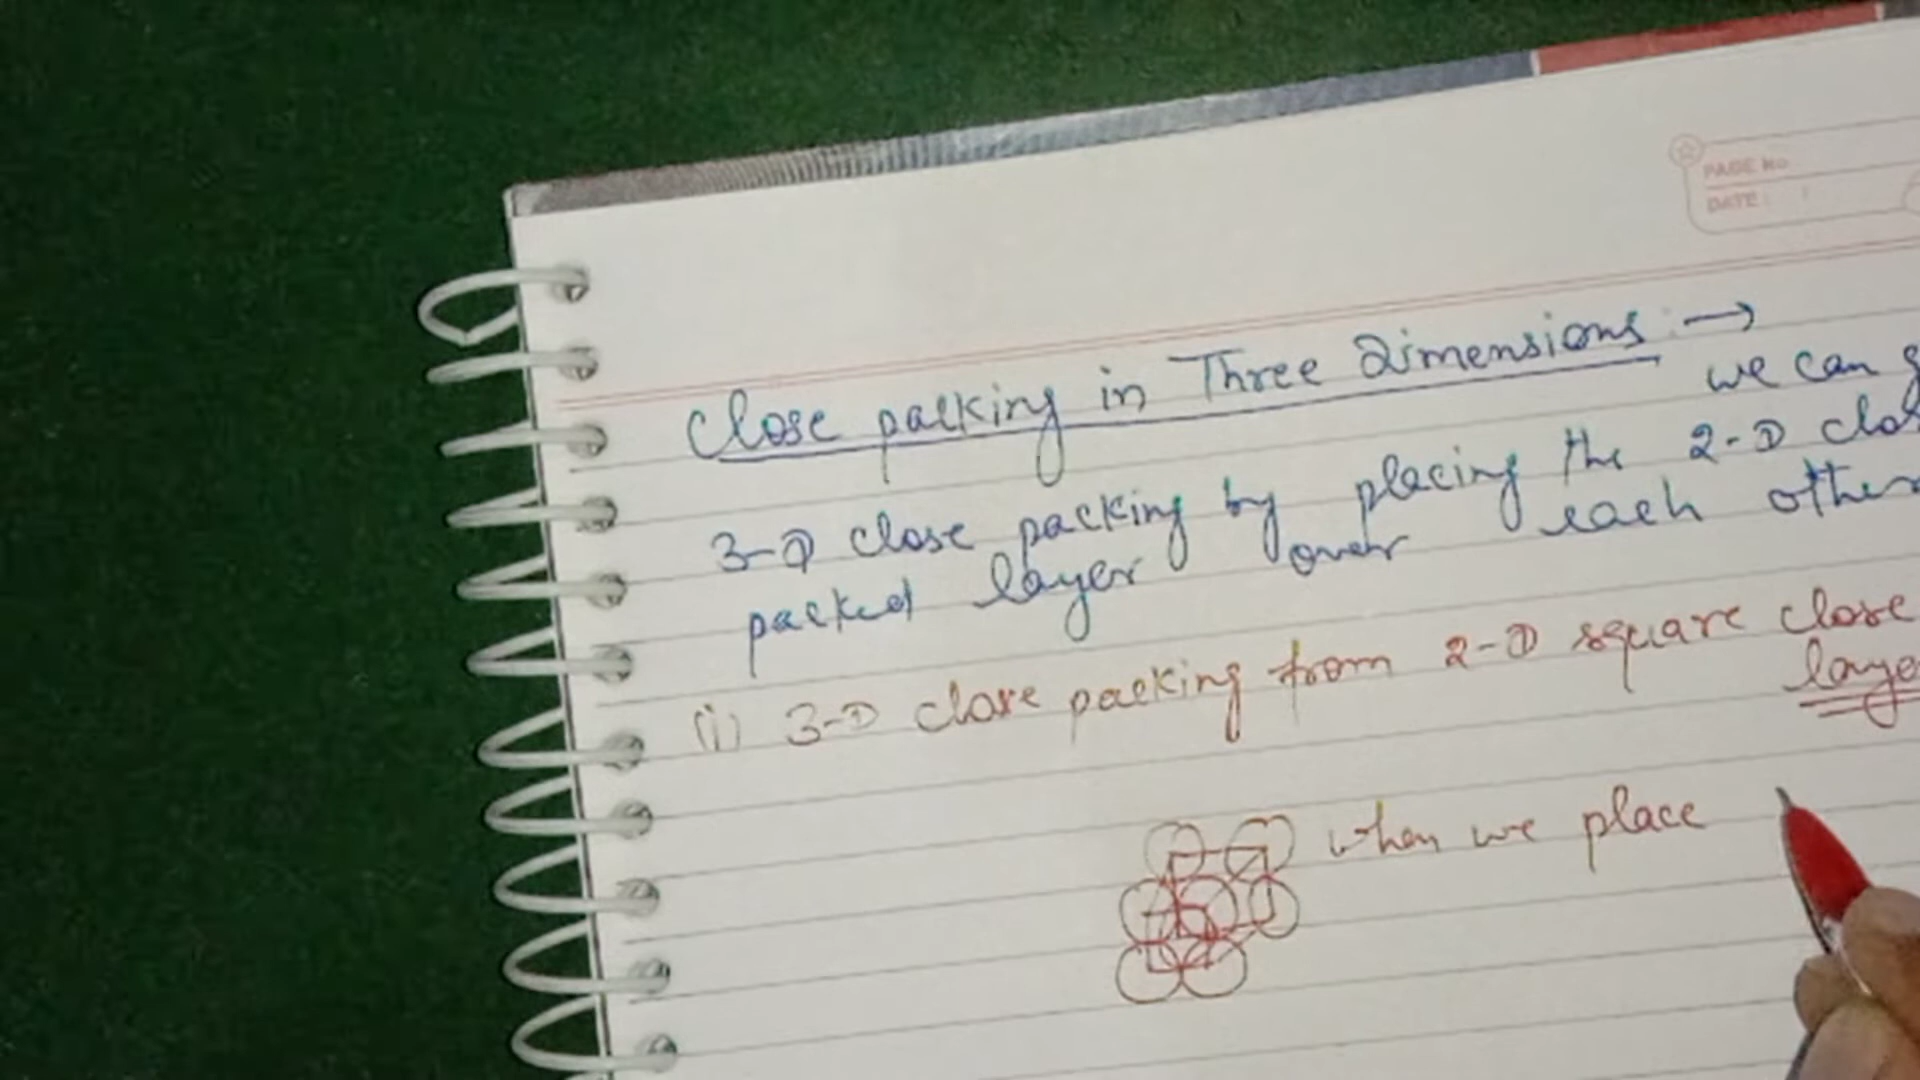 PAGE No
DATE:
Close packing in Three Dimensions : →
we can
3-D close packing by placing the 2-D clos
packed layer over each other
(i) 3-D close packing from 2-D square close
laye
when we place